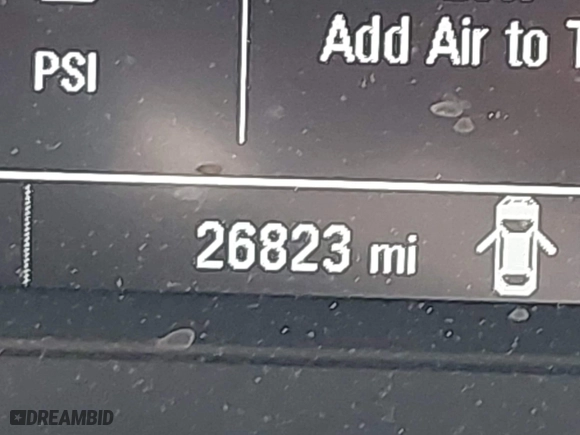 PSI
Add Air to
26823 mi
DREAMBID